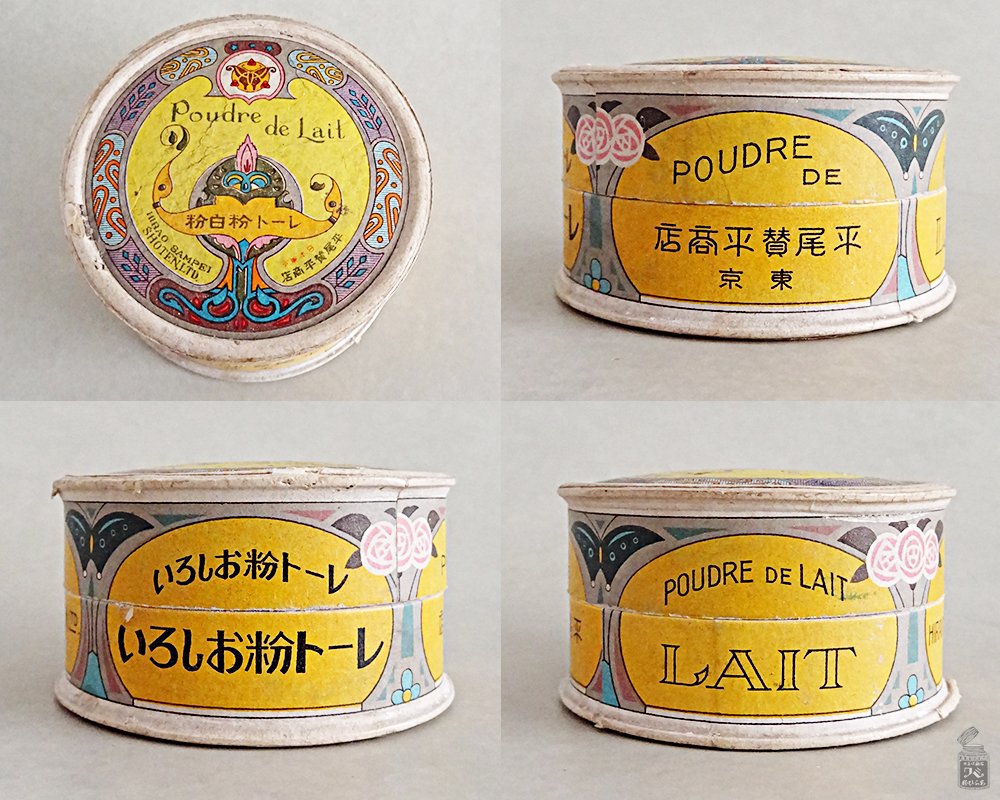 Poudre
de Lait
レート粉白粉
HIRAO SAMPEI
SHOTEN.LTD
平尾賛平商店
POUDRE
DE
平尾賛平商店
東京
レート粉おしろい
レート粉おしろい
POUDRE DE LAIT
LAIT